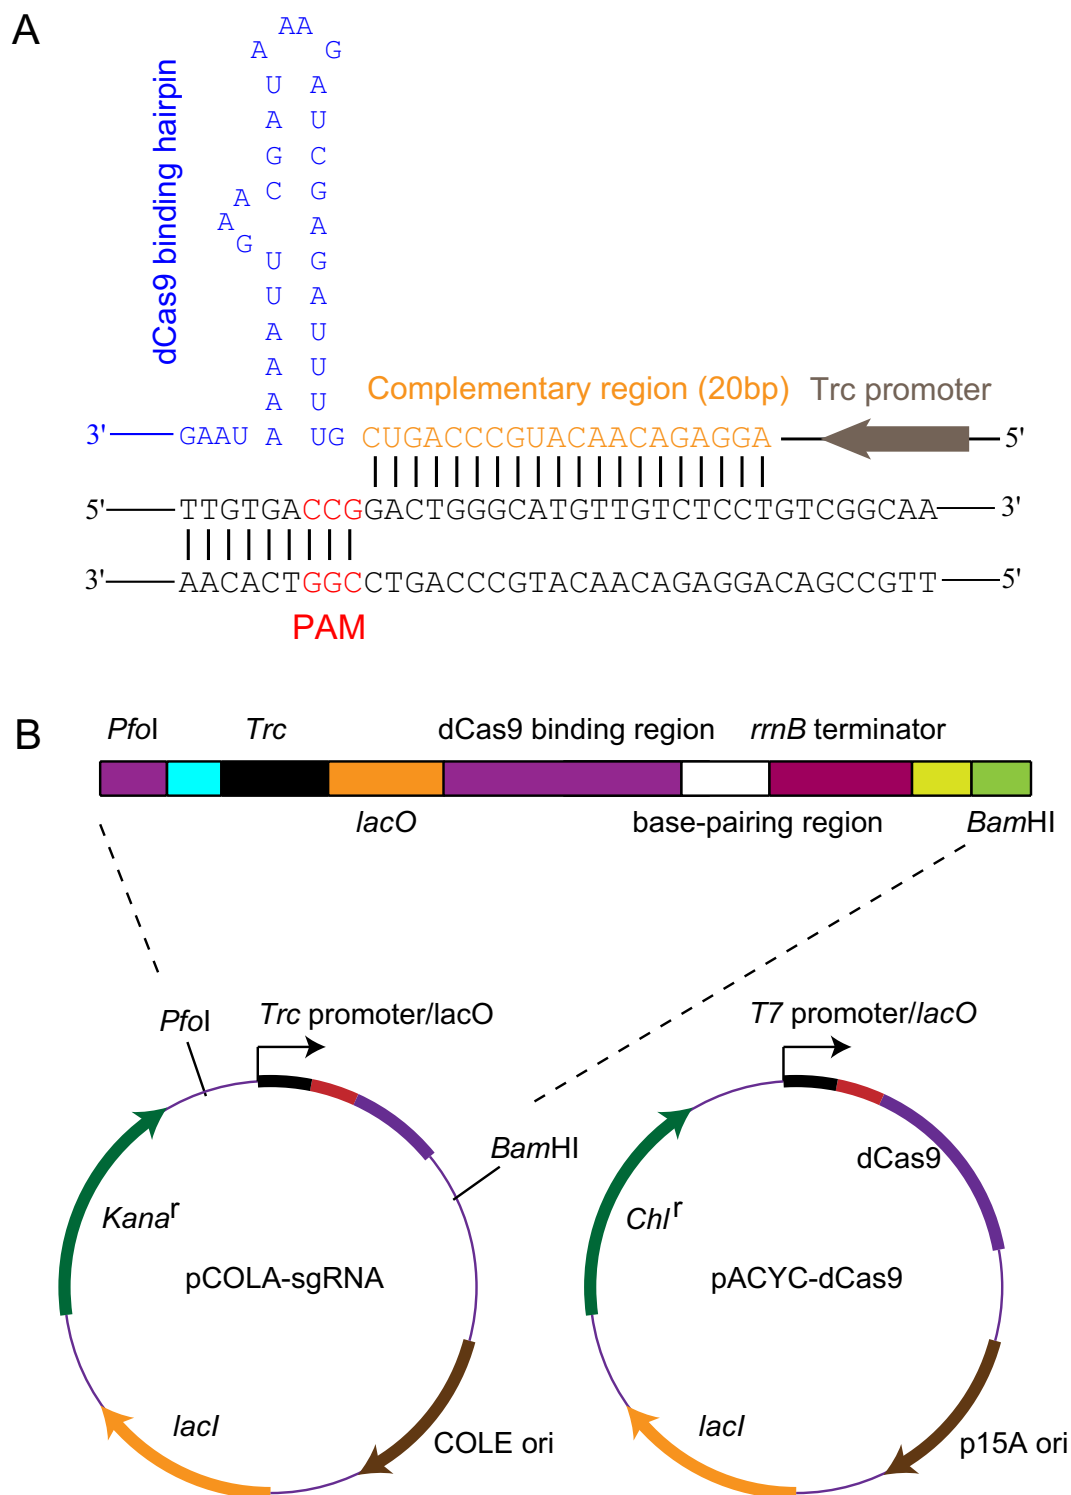 A
dCas9 binding hairpin
AA
A G
U A
A U
G C
A C G
A A
G U G
U A
A U
A U
A U
Complementary region (20bp) Trc promoter
3' GAAU A UG CUGACCCGUACAACAGAGGA 5'
5' TTGTGACCGGACTGGGCATGTTGTCTCCTGTCGGCAA 3'
3' AACACTGGCCTGACCCGTACAACAGAGGACAGCCGTT 5'
PAM
B
PfoI Trc dCas9 binding region rrnB terminator
lacO base-pairing region BamHI
PfoI Trc promoter/lacO
BamHI
Kanaʳ
pCOLA-sgRNA
lacI
COLE ori
T7 promoter/lacO
dCas9
Chlʳ
pACYC-dCas9
lacI
p15A ori